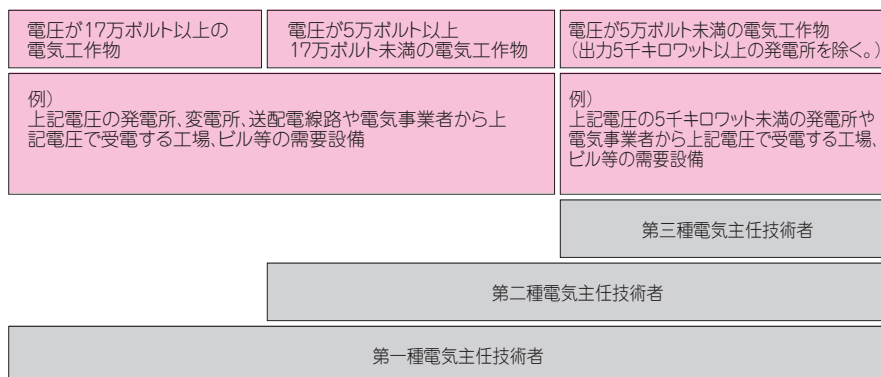 電圧が17万ボルト以上の
電気工作物
電圧が5万ボルト以上
17万ボルト未満の電気工作物
電圧が5万ボルト未満の電気工作物
（出力5千キロワット以上の発電所を除く。）
例）
上記電圧の発電所、変電所、送配電線路や電気事業者から上
記電圧で受電する工場、ビル等の需要設備
例）
上記電圧の5千キロワット未満の発電所や
電気事業者から上記電圧で受電する工場、
ビル等の需要設備
第三種電気主任技術者
第二種電気主任技術者
第一種電気主任技術者